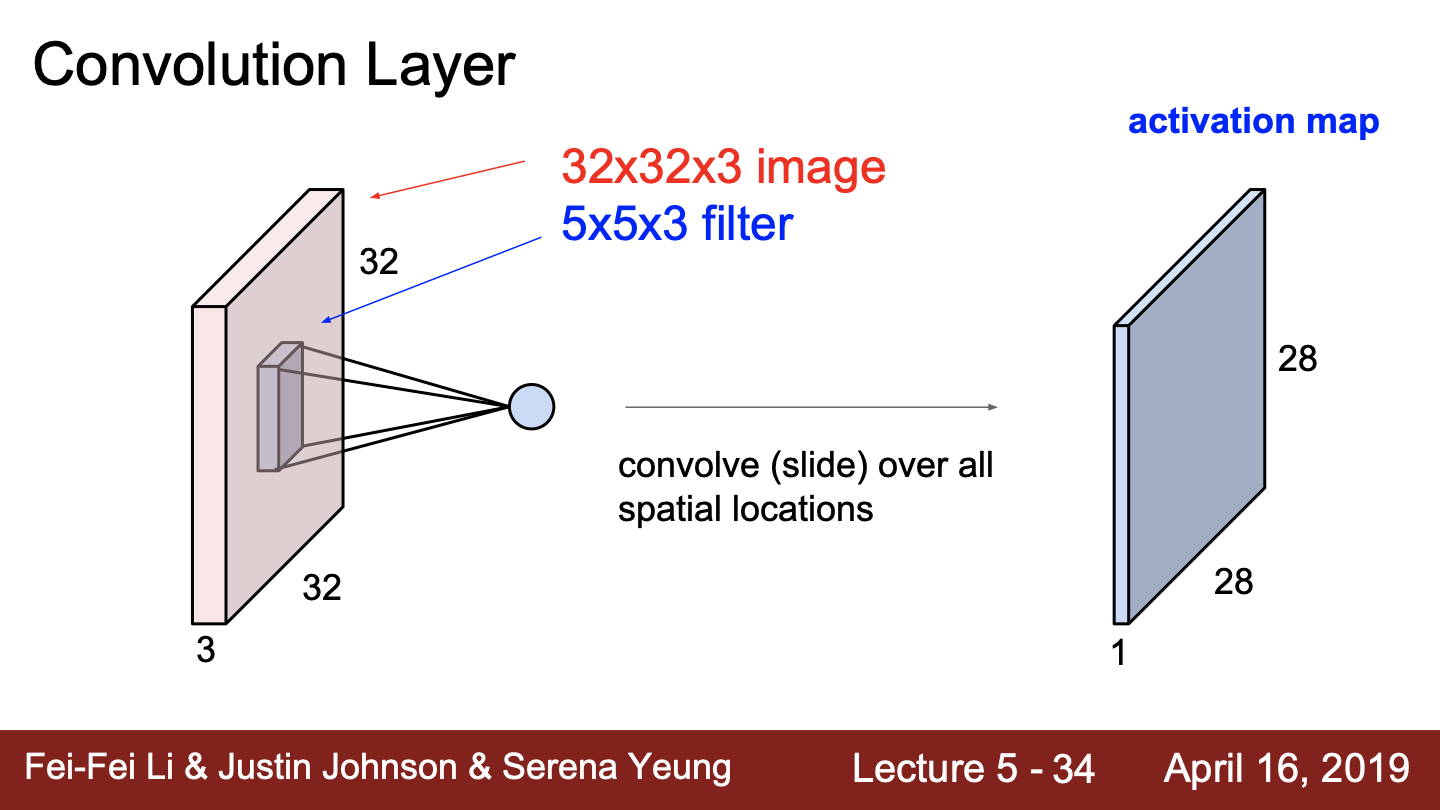 Convolution Layer
activation map
32x32x3 image
5x5x3 filter
32
28
convolve (slide) over all
spatial locations
32
28
3
1
Fei-Fei Li & Justin Johnson & Serena Yeung
Lecture 5 - 34
April 16, 2019